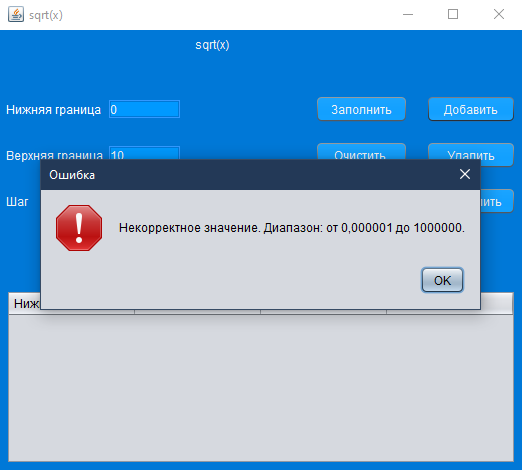 sqrt(x)
sqrt(x)
Нижняя граница 0 Заполнить Добавить
Верхняя граница 10 Очистить Удалить
Ошибка
Шаг
Некорректное значение. Диапазон: от 0,000001 до 1000000.
OK